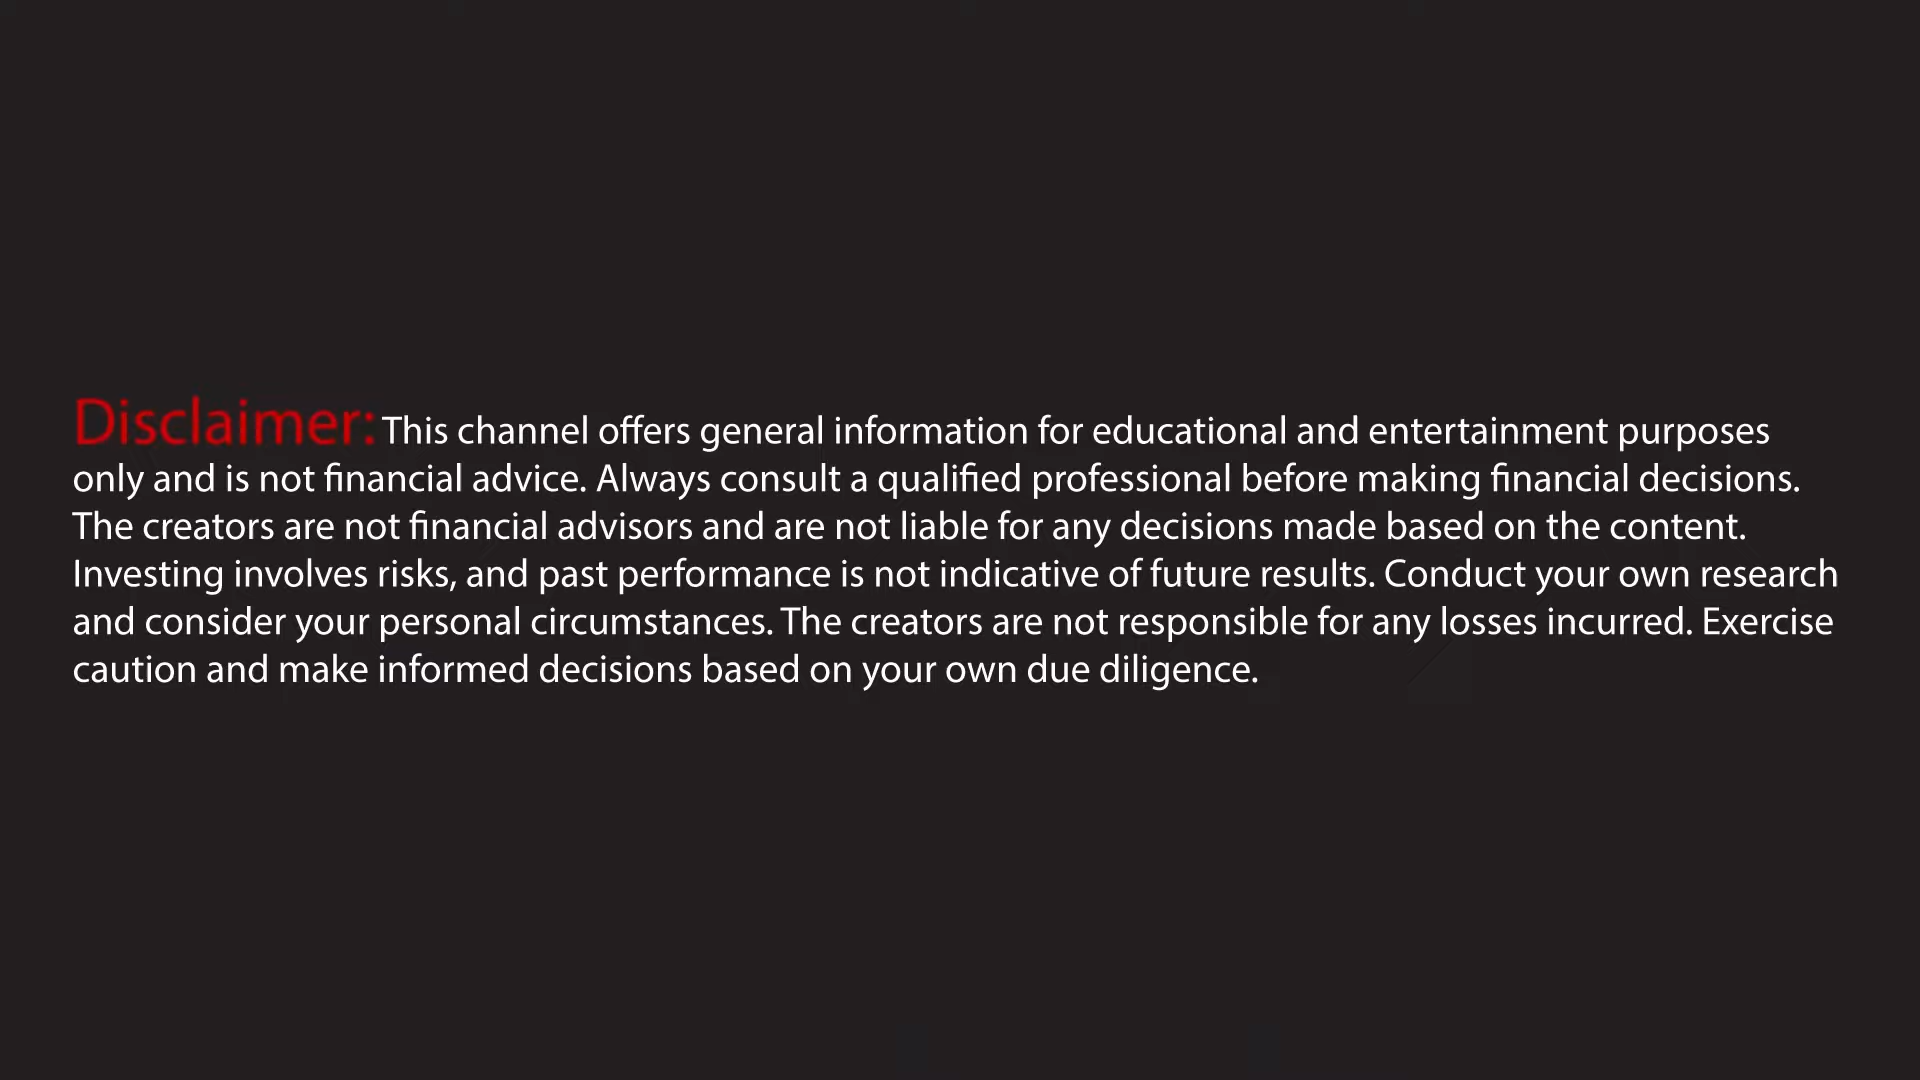 Disclaimer: This channel offers general information for educational and entertainment purposes
only and is not financial advice. Always consult a qualified professional before making financial decisions.
The creators are not financial advisors and are not liable for any decisions made based on the content.
Investing involves risks, and past performance is not indicative of future results. Conduct your own research
and consider your personal circumstances. The creators are not responsible for any losses incurred. Exercise
caution and make informed decisions based on your own due diligence.